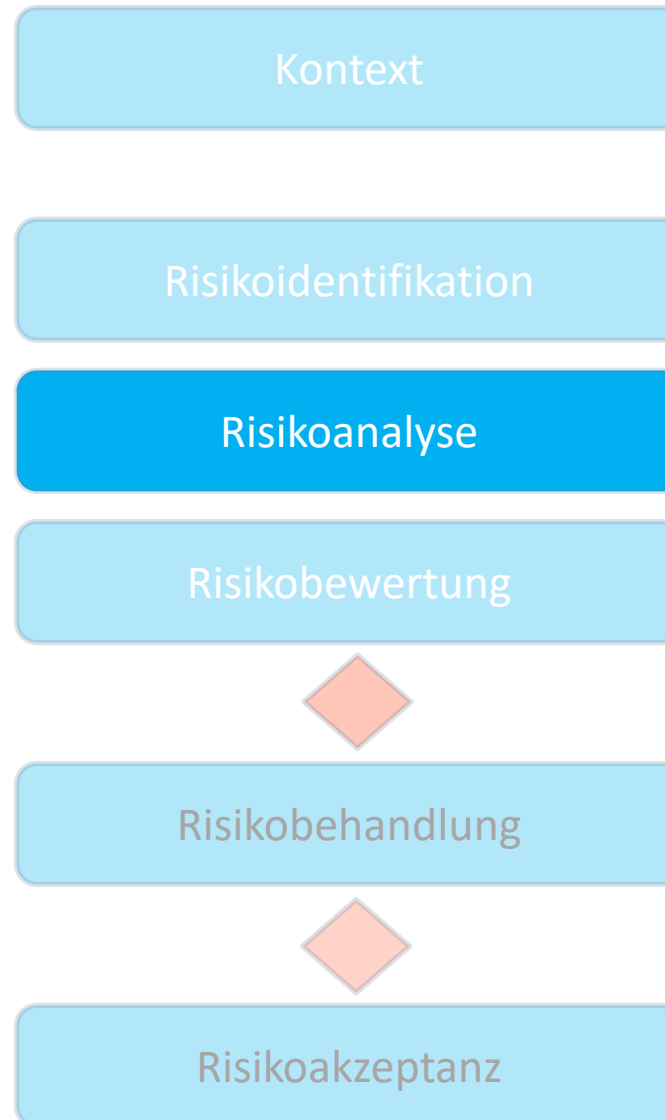 Kontext
Risikoidentifikation
Risikoanalyse
Risikobewertung
Risikobehandlung
Risikoakzeptanz